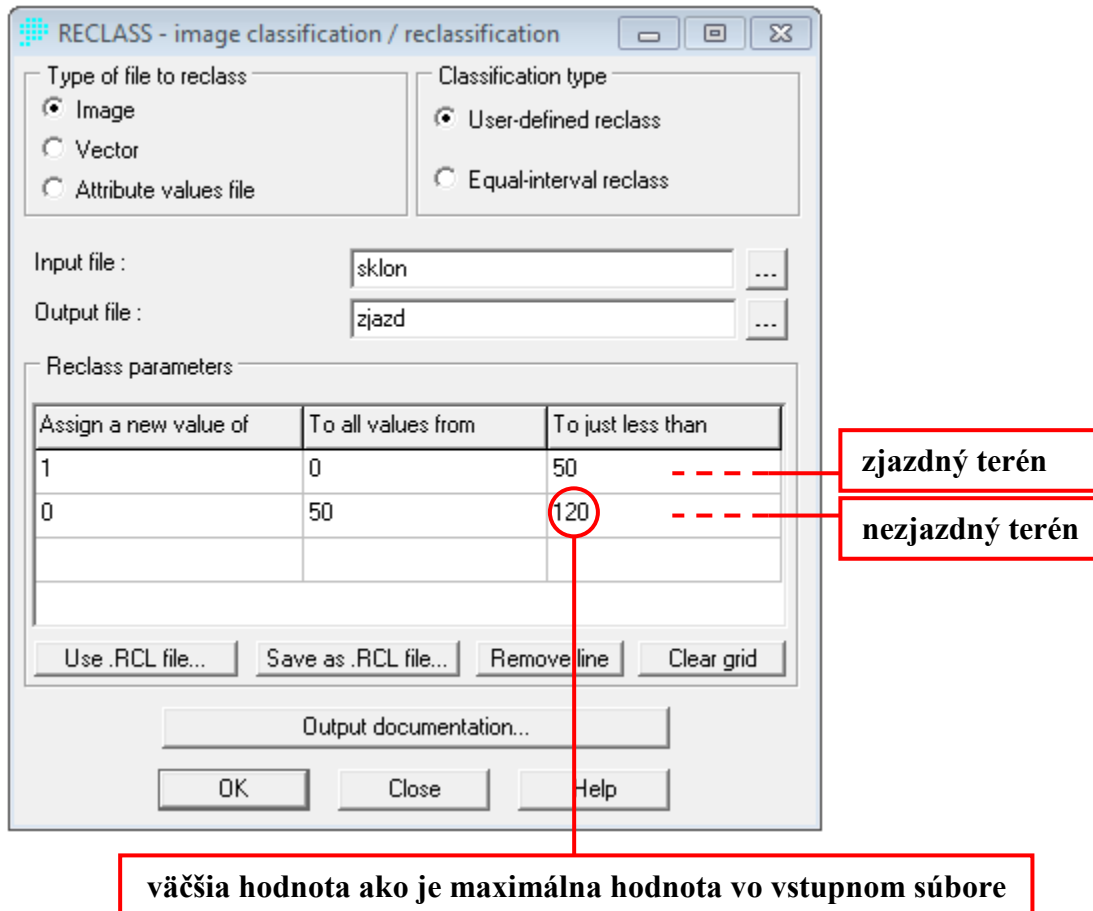 RECLASS - image classification / reclassification
Type of file to reclass
Image
Vector
Attribute values file
Classification type
User-defined reclass
Equal-interval reclass
Input file :
sklon
...
Output file :
zjazd
...
Reclass parameters
Assign a new value of To all values from To just less than
1 0 50
0 50 120
zjazdný terén
nezjazdný terén
Use .RCL file... Save as .RCL file... Remove line Clear grid
Output documentation...
OK Close Help
väčšia hodnota ako je maximálna hodnota vo vstupnom súbore